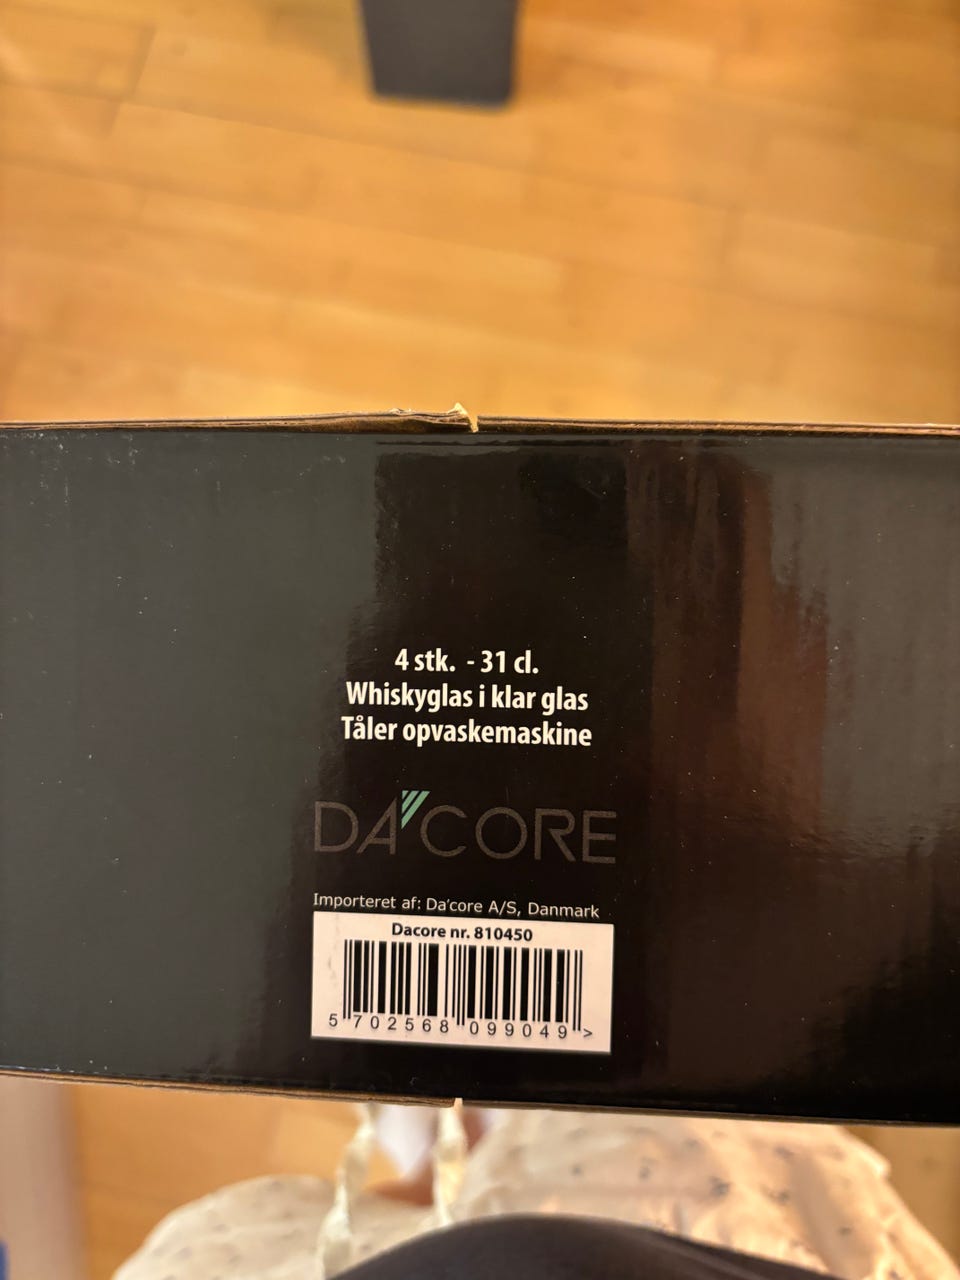 4 stk. - 31 cl.
Whiskyglas i klar glas
Tåler opvaskemaskine
DA'CORE
Importeret af: Da'core A/S, Danmark
Dacore nr. 810450
5 702568 099049 >